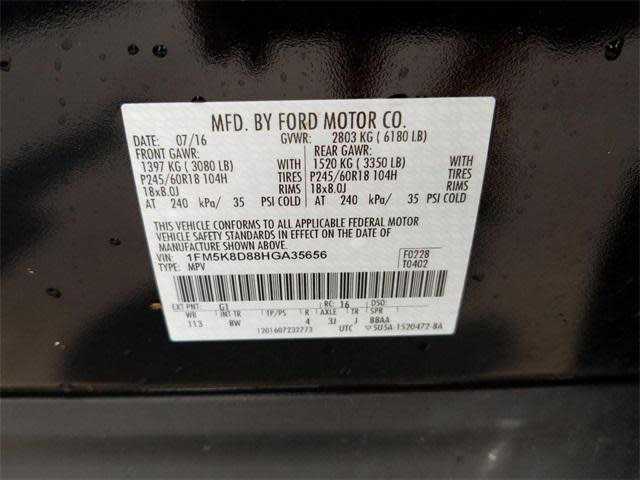 MFD. BY FORD MOTOR CO.
DATE: 07/16 GVWR: 2803 KG ( 6180 LB)
FRONT GAWR: REAR GAWR:
1397 KG ( 3080 LB) WITH 1520 KG ( 3350 LB) WITH
P245/60R18 104H TIRES P245/60R18 104H TIRES
18x8.0J RIMS 18x8.0J RIMS
AT 240 kPa/ 35 PSI COLD AT 240 kPa/ 35 PSI COLD
THIS VEHICLE CONFORMS TO ALL APPLICABLE FEDERAL MOTOR
VEHICLE SAFETY STANDARDS IN EFFECT ON THE DATE OF
MANUFACTURE SHOWN ABOVE.
VIN: 1FM5K8D88HGA35656 F0228
TYPE: MPV T0402
EXT PNT: G1 RC: 16 DSO:
WB INT TR TP/PS R AXLE TR SPR
113 BW 4 3J J BBAA
1201607232773 UTC 5U5A-1520472-BA